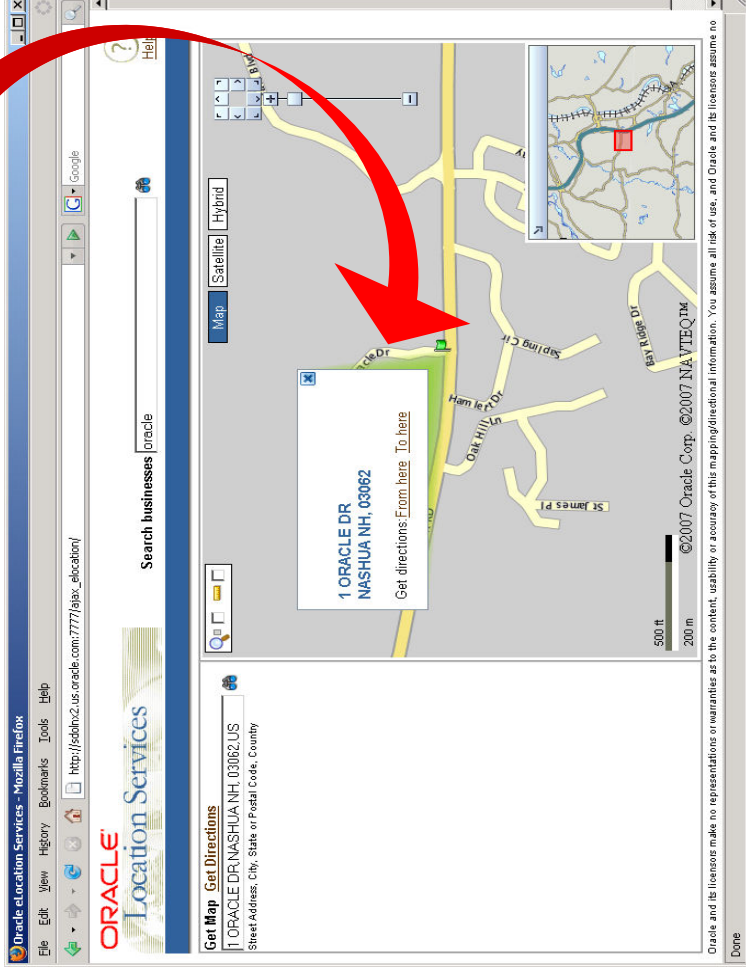 Oracle eLocation Services - Mozilla Firefox
File Edit View History Bookmarks Tools Help
http://sdolnx2.us.oracle.com:7777/ajax_elocation/
Google
ORACLE
Location Services
Search businesses oracle
Help
Get Map Get Directions
1 ORACLE DR,NASHUA NH, 03062,US
Street Address, City, State or Postal Code, Country
Map Satellite Hybrid
Blvd
1 ORACLE DR
NASHUA NH, 03062
Get directions:From here To here
Hamlett Dr
Oak Hill Ln
Sapling Cir
St James Pl
Bay Ridge Dr
3A
500 ft
200 m
©2007 Oracle Corp. ©2007 NAVTEQ™
Oracle and its licensors make no representations or warranties as to the content, usability or accuracy of this mapping/directional information. You assume all risk of use, and Oracle and its licensors assume no
Done